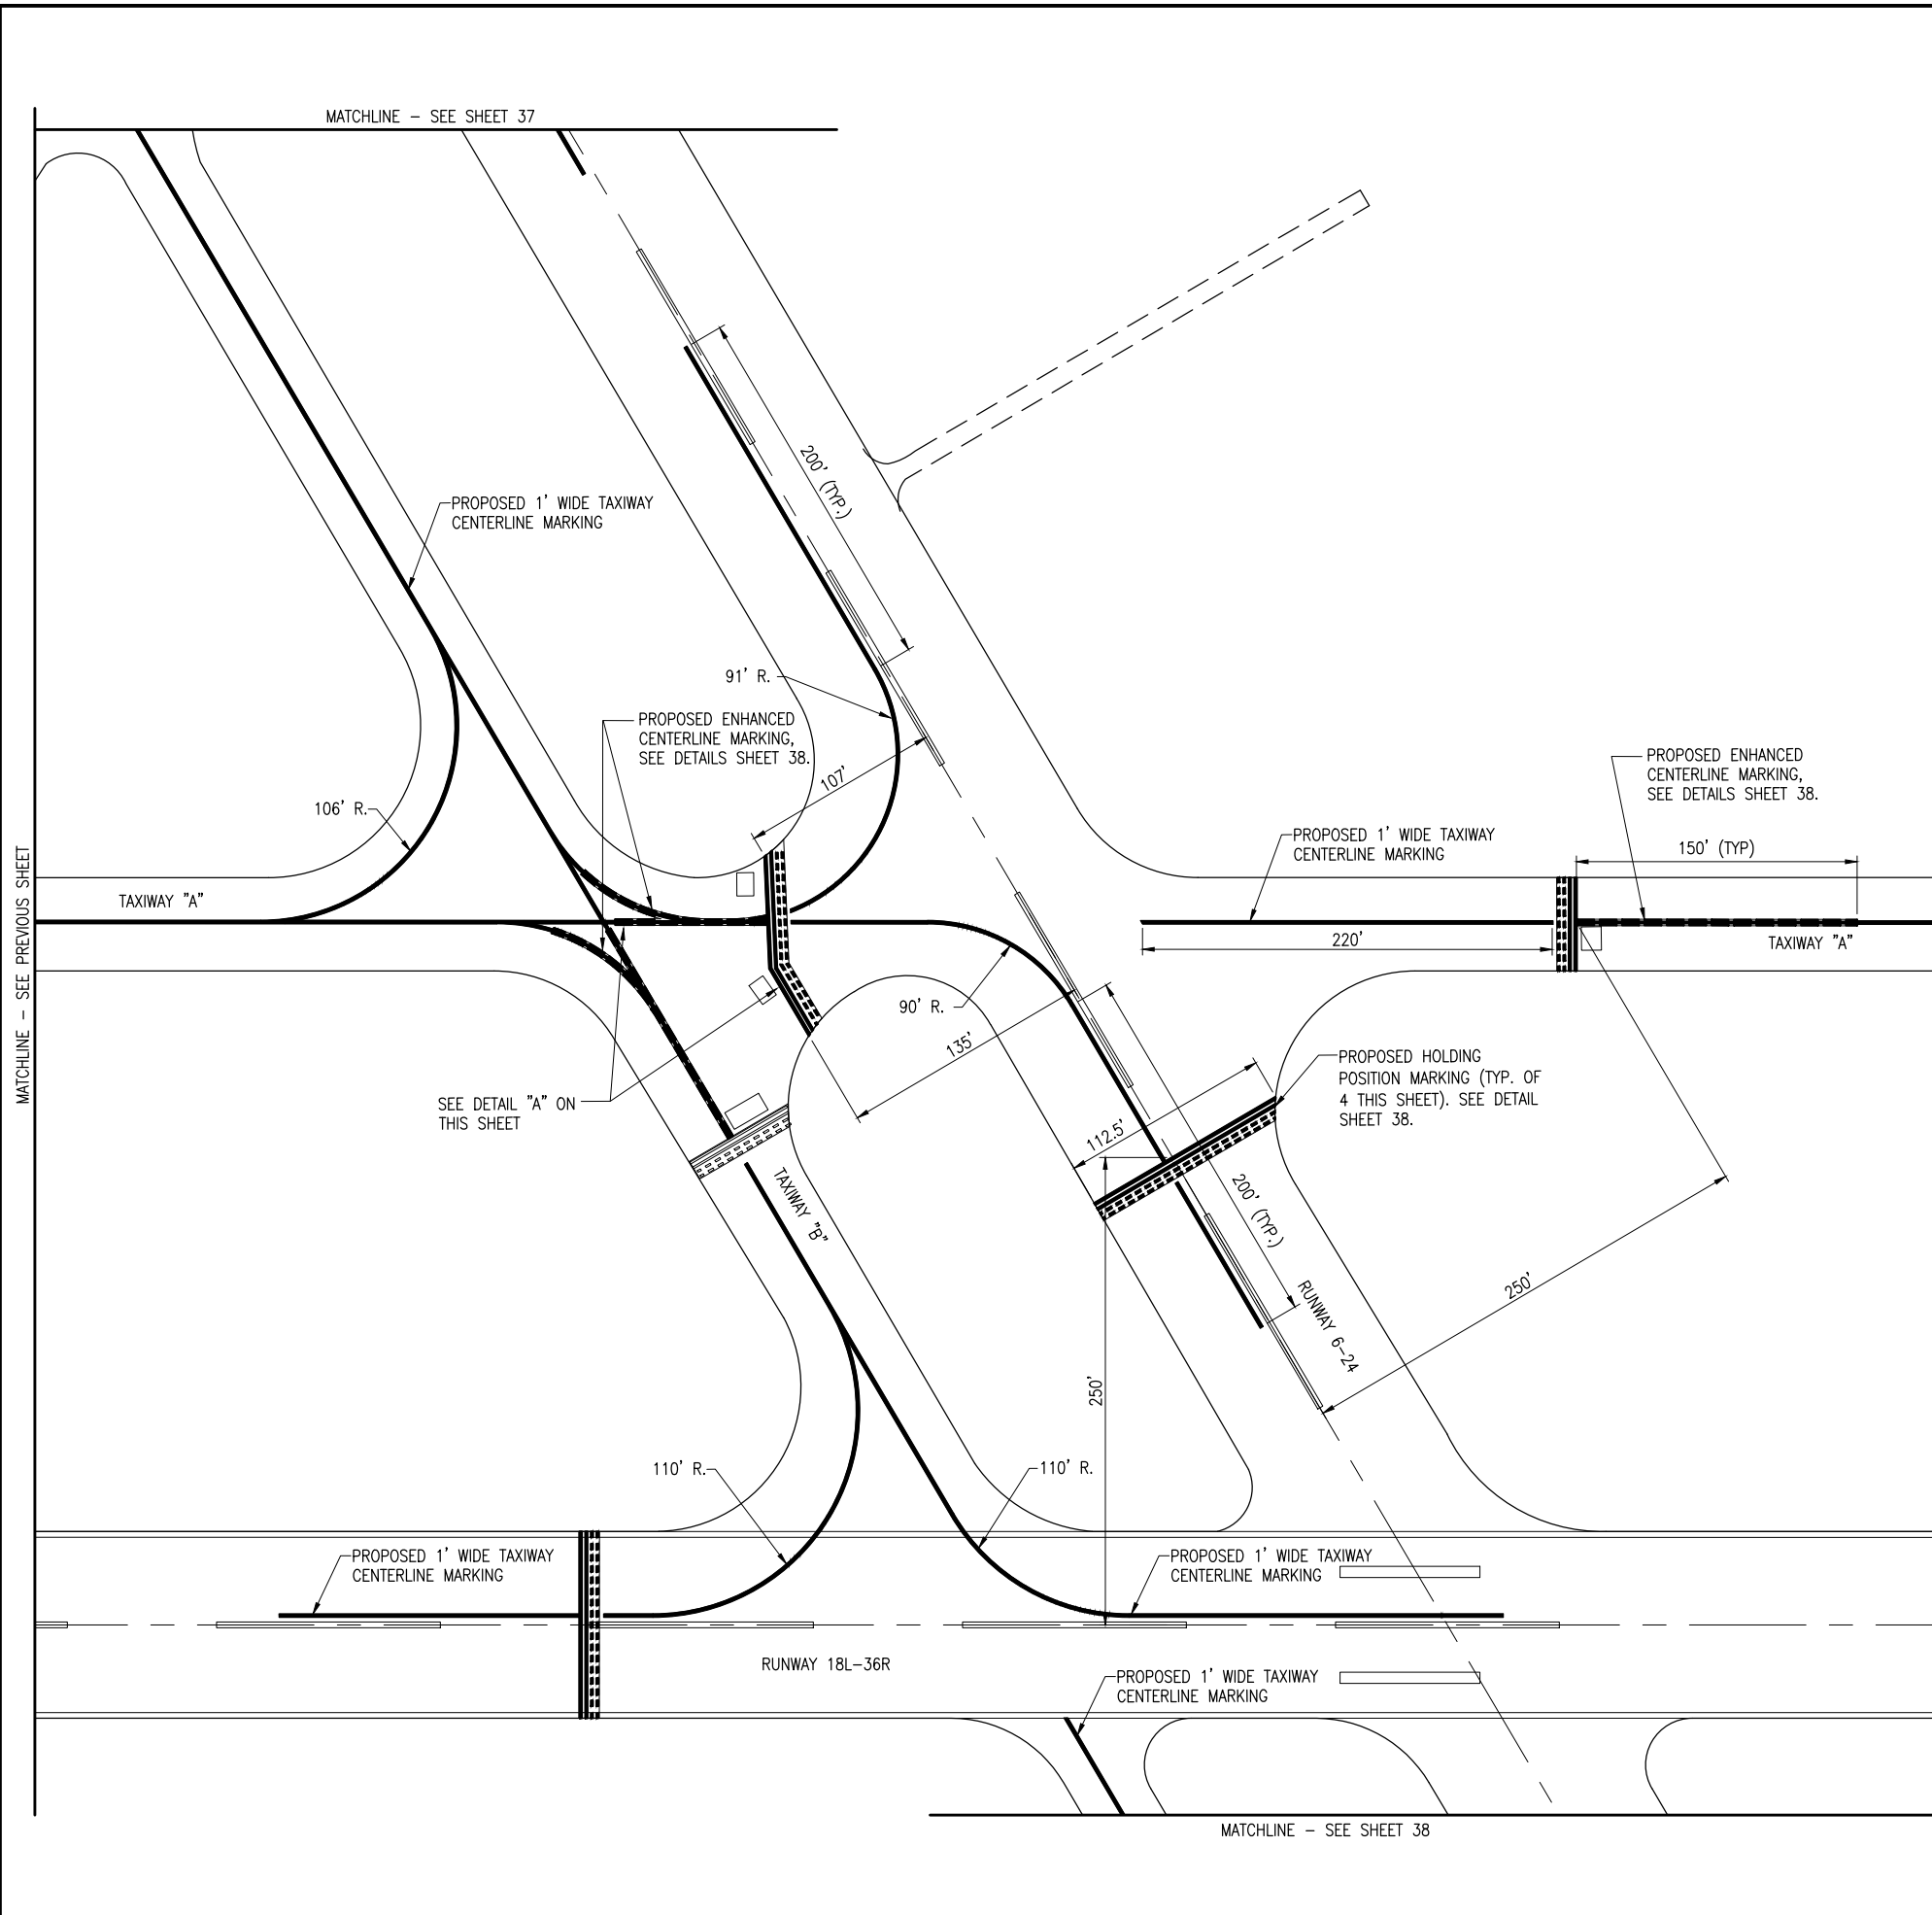 MATCHLINE – SEE SHEET 37
PROPOSED 1' WIDE TAXIWAY
CENTERLINE MARKING
200' (TYP.)
91' R.
PROPOSED ENHANCED
CENTERLINE MARKING,
SEE DETAILS SHEET 38.
107'
106' R.
PROPOSED ENHANCED
CENTERLINE MARKING,
SEE DETAILS SHEET 38.
PROPOSED 1' WIDE TAXIWAY
CENTERLINE MARKING
150' (TYP)
TAXIWAY "A"
220'
TAXIWAY "A"
MATCHLINE – SEE PREVIOUS SHEET
90' R.
135'
SEE DETAIL "A" ON
THIS SHEET
PROPOSED HOLDING
POSITION MARKING (TYP. OF
4 THIS SHEET). SEE DETAIL
SHEET 38.
112.5'
TAXIWAY "B"
200' (TYP.)
RUNWAY 6–24
250'
250'
110' R.
110' R.
PROPOSED 1' WIDE TAXIWAY
CENTERLINE MARKING
PROPOSED 1' WIDE TAXIWAY
CENTERLINE MARKING
RUNWAY 18L–36R
PROPOSED 1' WIDE TAXIWAY
CENTERLINE MARKING
MATCHLINE – SEE SHEET 38